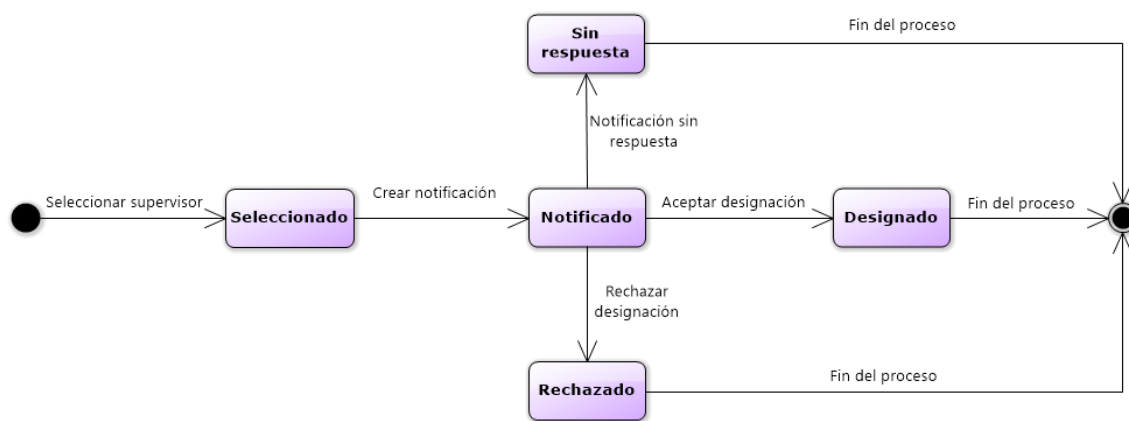 Sin
respuesta
Fin del proceso
Notificación sin
respuesta
Seleccionar supervisor
Seleccionado
Crear notificación
Notificado
Aceptar designación
Designado
Fin del proceso
Rechazar
designación
Rechazado
Fin del proceso